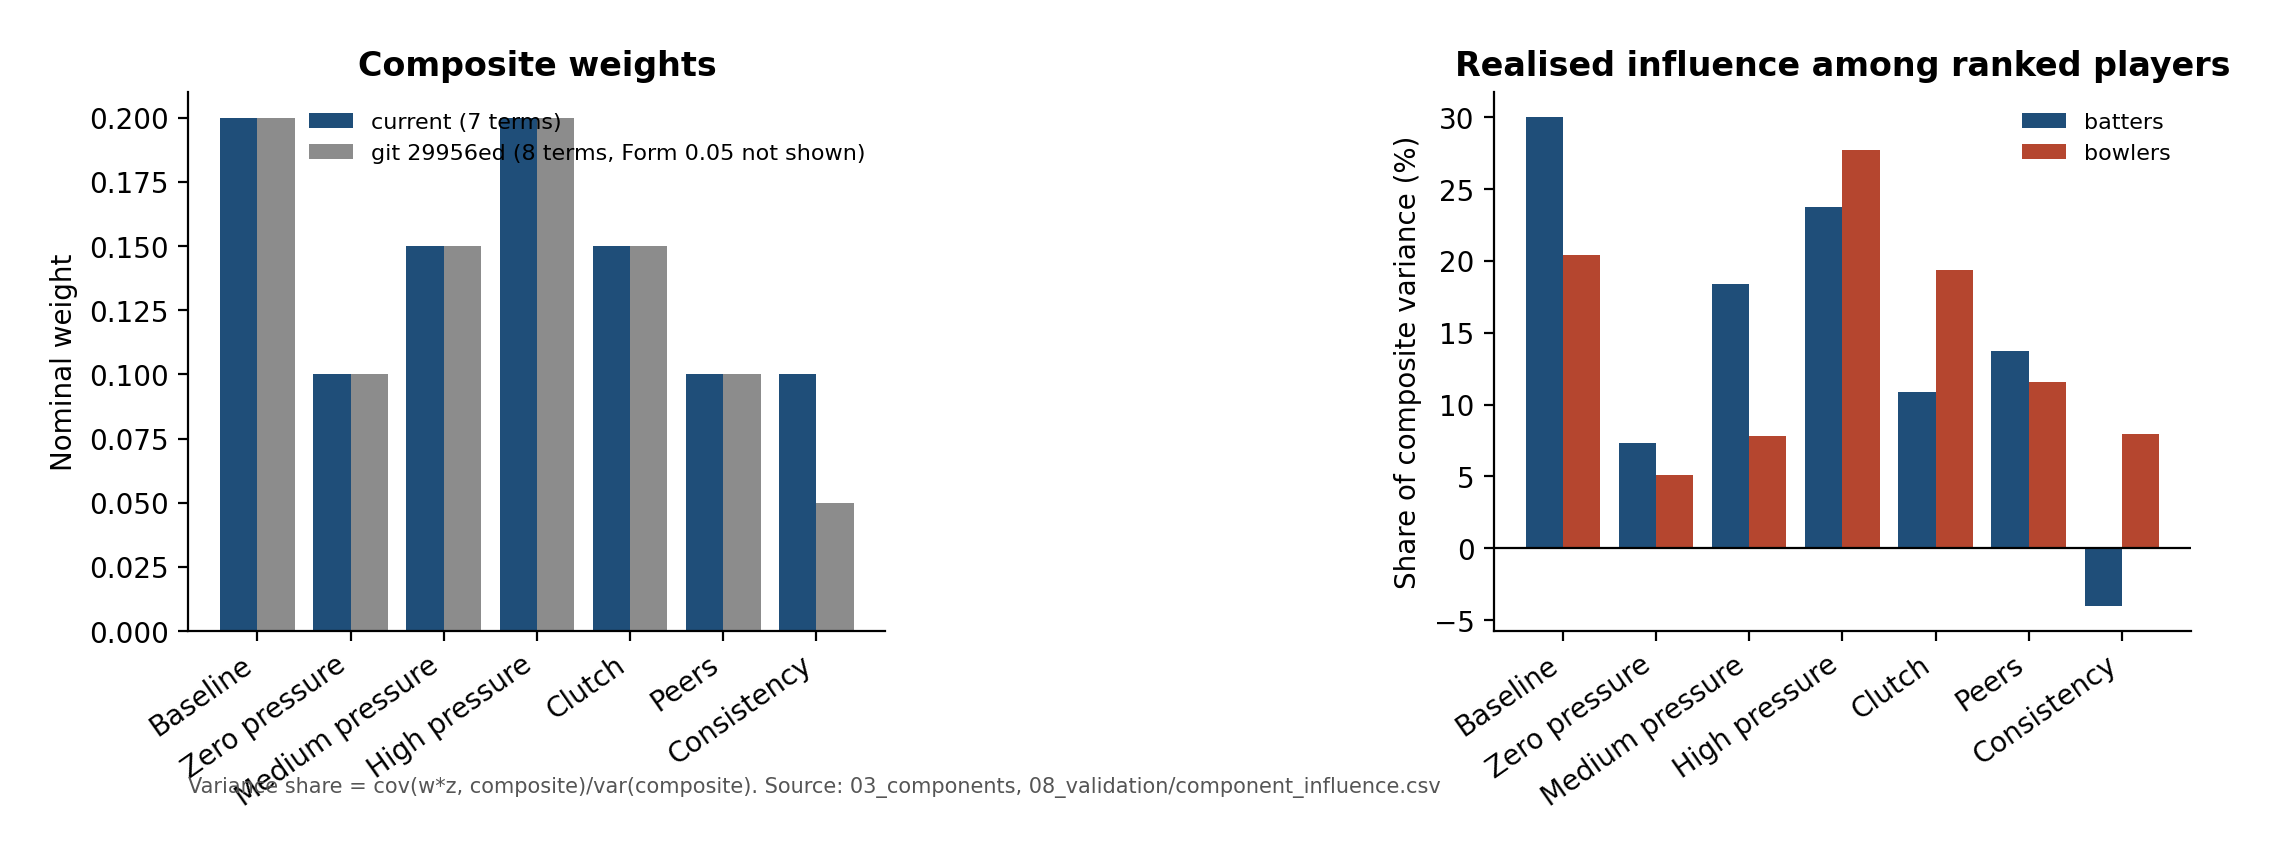 Composite weights
Nominal weight
0.200
0.175
0.150
0.125
0.100
0.075
0.050
0.025
0.000
current (7 terms)
git 29956ed (8 terms, Form 0.05 not shown)
Baseline
Zero pressure
Medium pressure
High pressure
Clutch
Peers
Consistency
Realised influence among ranked players
Share of composite variance (%)
30
25
20
15
10
5
0
−5
batters
bowlers
Baseline
Zero pressure
Medium pressure
High pressure
Clutch
Peers
Consistency
Variance share = cov(w*z, composite)/var(composite). Source: 03_components, 08_validation/component_influence.csv